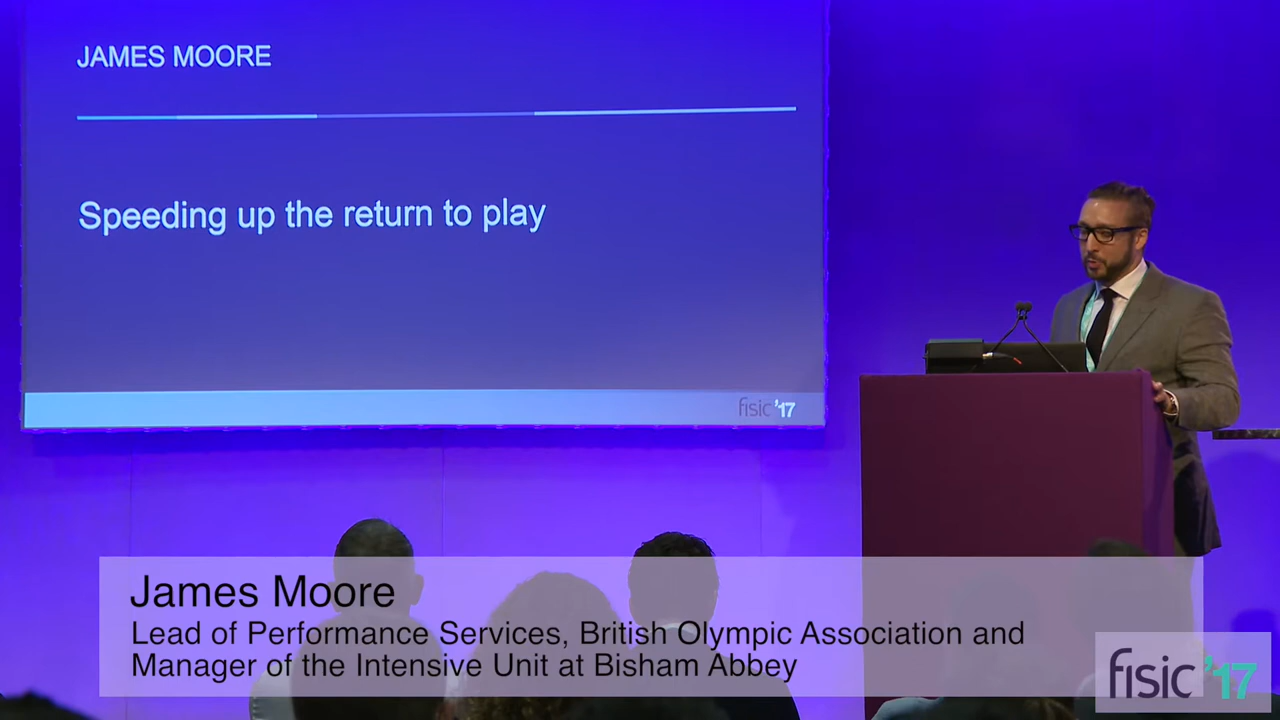 JAMES MOORE
Speeding up the return to play
fisic '17
James Moore
Lead of Performance Services, British Olympic Association and
Manager of the Intensive Unit at Bisham Abbey
fisic '17